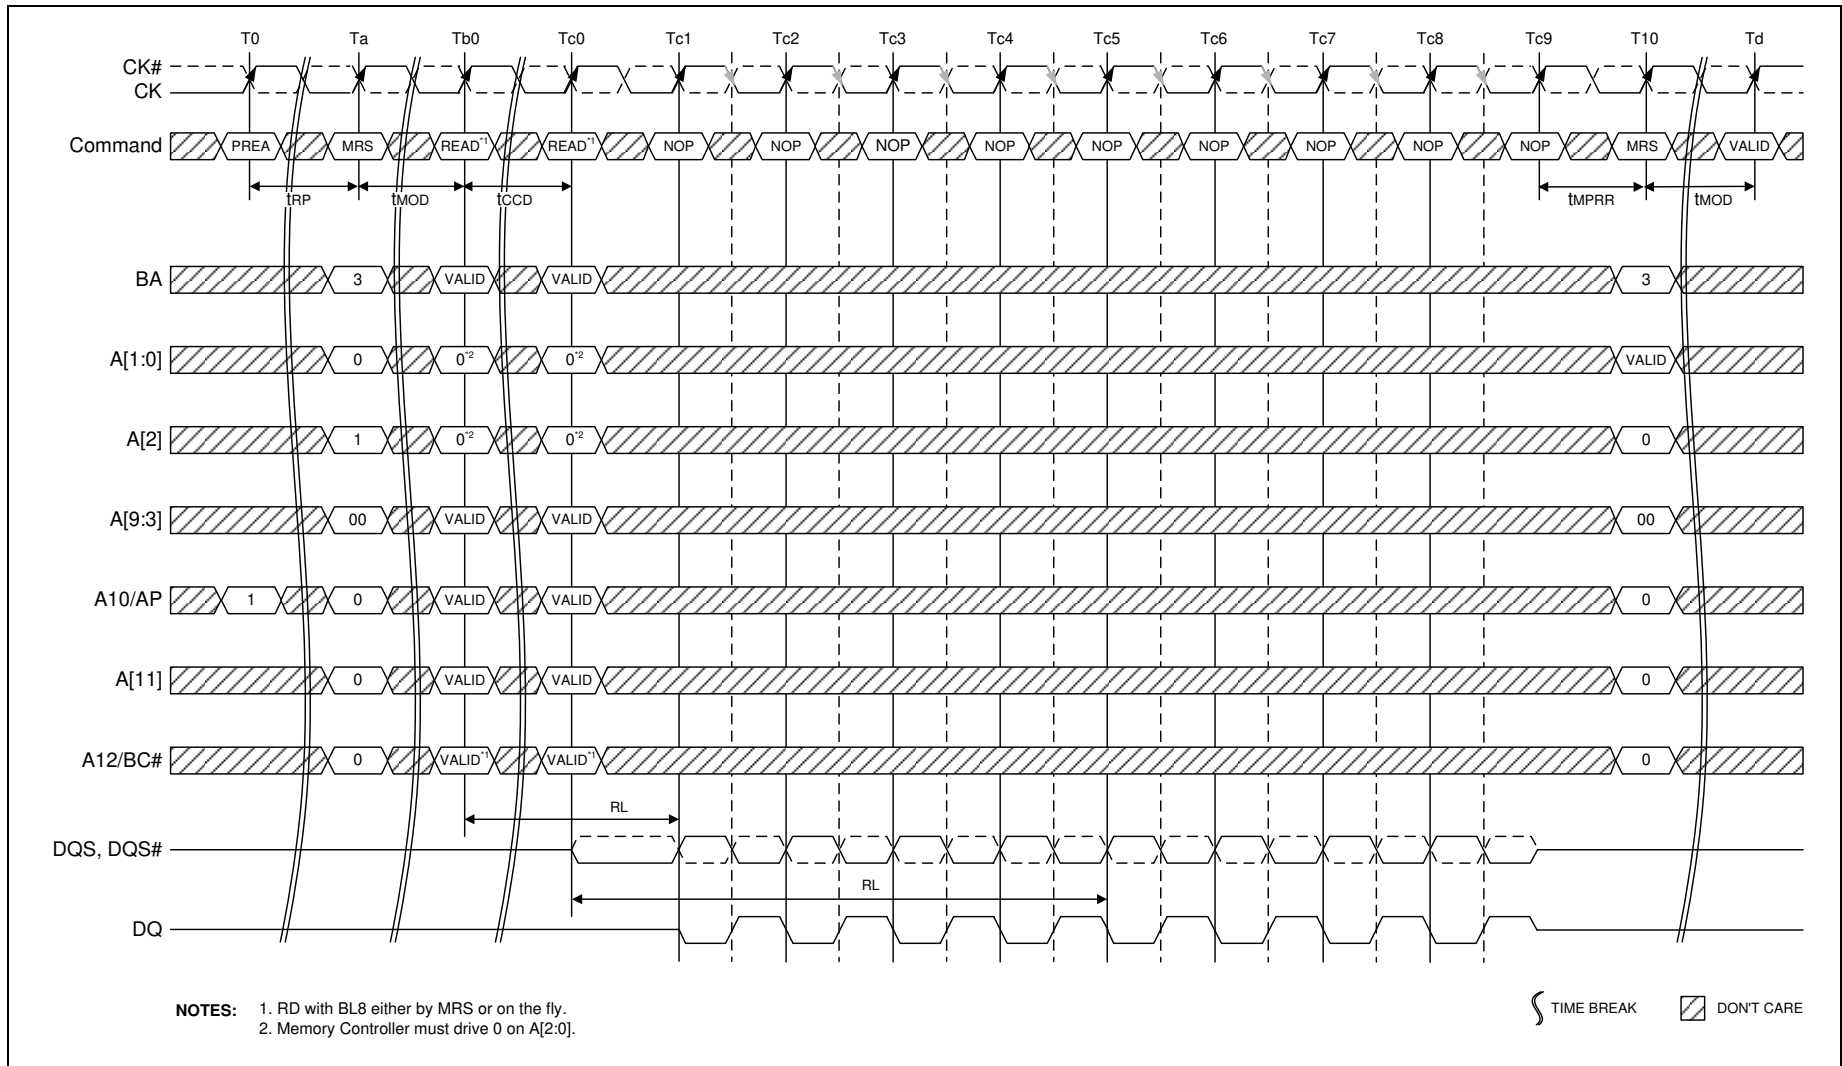 T0 Ta Tb0 Tc0 Tc1 Tc2 Tc3 Tc4 Tc5 Tc6 Tc7 Tc8 Tc9 T10 Td
CK#
CK
Command PREA MRS READ*1 READ*1 NOP NOP NOP NOP NOP NOP NOP NOP NOP MRS VALID
tRP tMOD tCCD tMPRR tMOD
BA 3 VALID VALID 3
A[1:0] 0 0*2 0*2 VALID
A[2] 1 0*2 0*2 0
A[9:3] 00 VALID VALID 00
A10/AP 1 0 VALID VALID 0
A[11] 0 VALID VALID 0
A12/BC# 0 VALID*1 VALID*1 0
RL
DQS, DQS#
RL
DQ
NOTES: 1. RD with BL8 either by MRS or on the fly.
2. Memory Controller must drive 0 on A[2:0].
TIME BREAK DON'T CARE